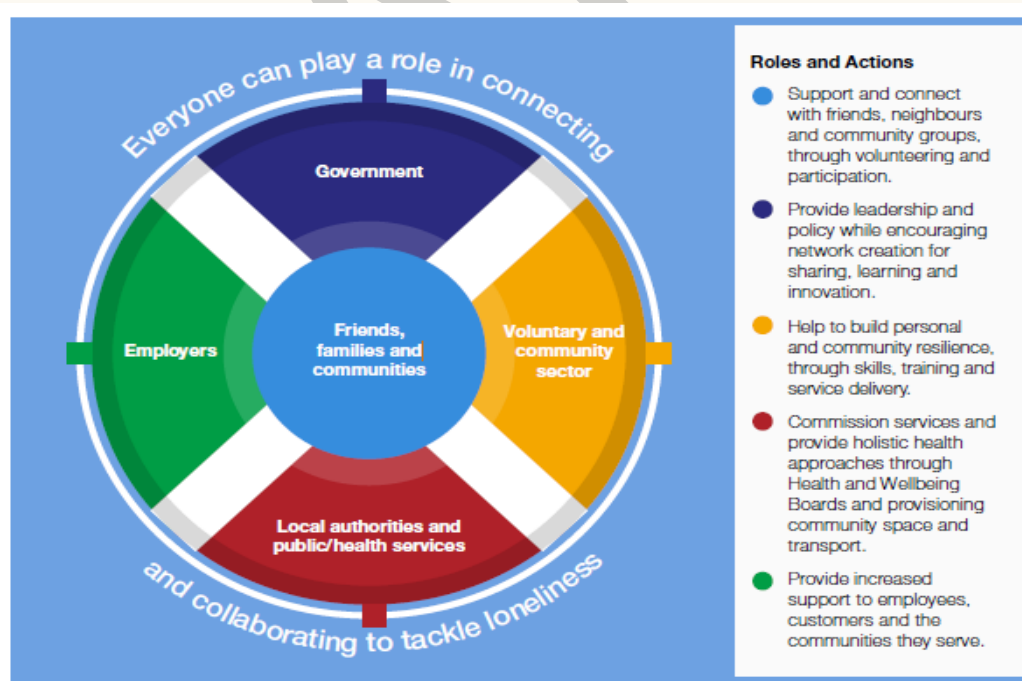 Everyone can play a role in connecting
Government
Employers
Friends,
families and
communities
Voluntary and
community
sector
Local authorities and
public/health services
and collaborating to tackle loneliness
Roles and Actions
Support and connect
with friends, neighbours
and community groups,
through volunteering and
participation.
Provide leadership and
policy while encouraging
network creation for
sharing, learning and
innovation.
Help to build personal
and community resilience,
through skills, training and
service delivery.
Commission services and
provide holistic health
approaches through
Health and Wellbeing
Boards and provisioning
community space and
transport.
Provide increased
support to employees,
customers and the
communities they serve.